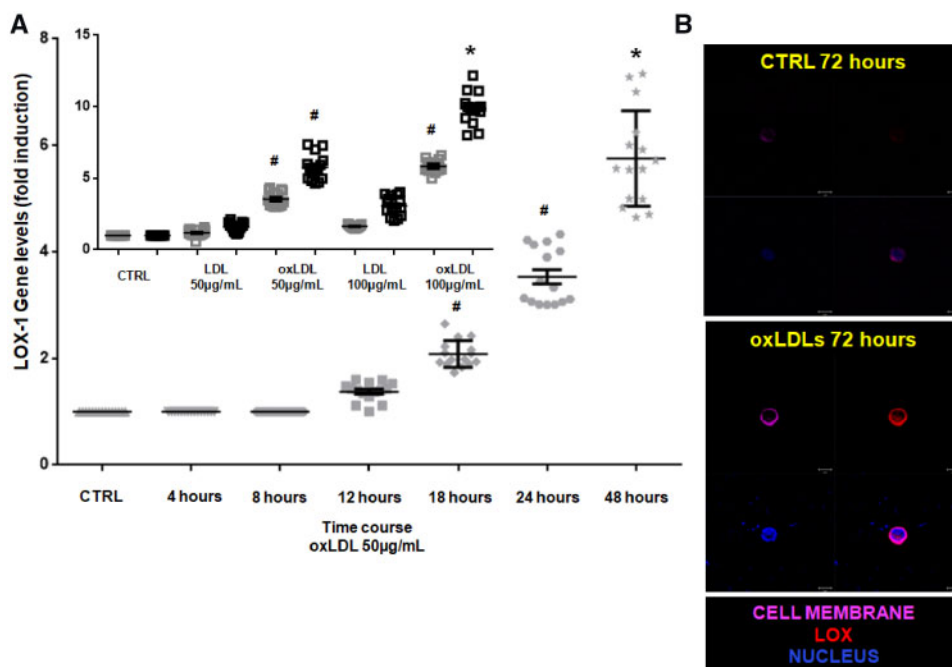 A
B
LOX-1 Gene levels (fold induction)
8
6
4
2
0
15
10
5
0
#
#
#
*
CTRL
LDL
50µg/mL
oxLDL
50µg/mL
LDL
100µg/mL
oxLDL
100µg/mL
#
#
*
CTRL
4 hours
8 hours
12 hours
18 hours
24 hours
48 hours
Time course
oxLDL 50µg/mL
CTRL 72 hours
oxLDLs 72 hours
CELL MEMBRANE
LOX
NUCLEUS